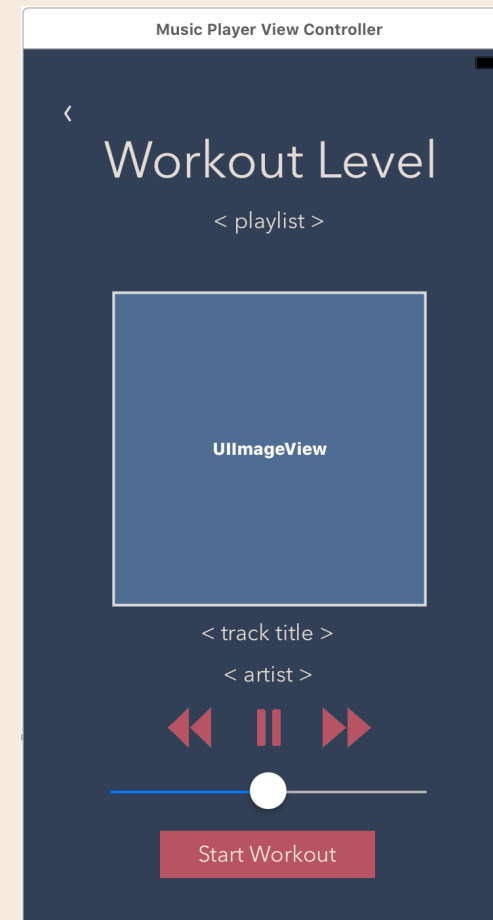 Music Player View Controller
Workout Level
< playlist >
UIImageView
< track title >
< artist >
Start Workout